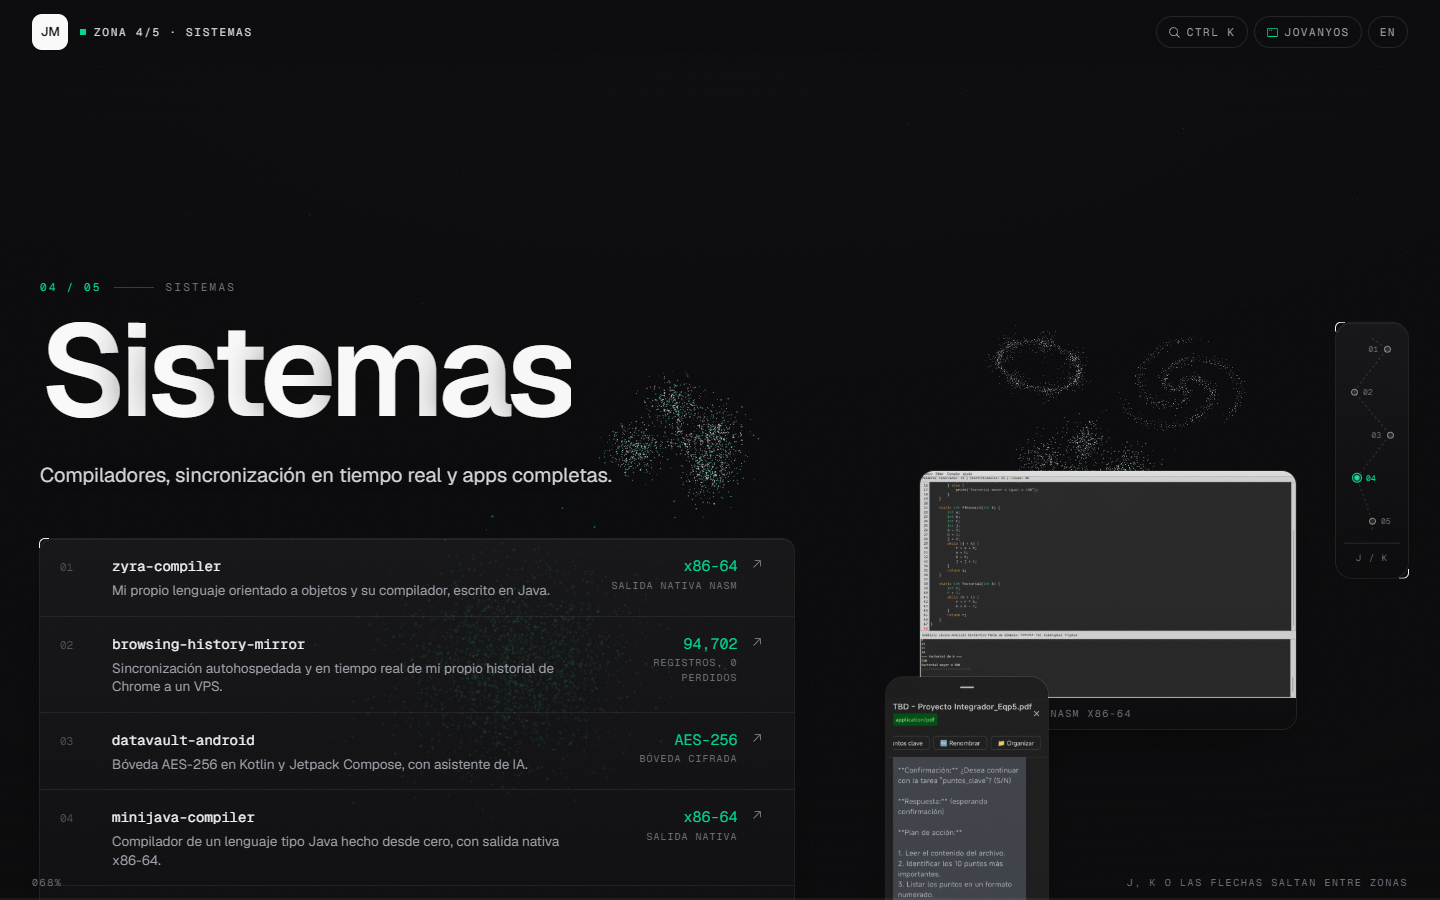 JM
ZONA 4/5 · SISTEMAS
CTRL K
JOVANYOS
EN
04 / 05
SISTEMAS
Sistemas
Compiladores, sincronización en tiempo real y apps completas.
01
zyra-compiler
Mi propio lenguaje orientado a objetos y su compilador, escrito en Java.
x86-64
SALIDA NATIVA NASM
02
browsing-history-mirror
Sincronización autohospedada y en tiempo real de mi propio historial de
Chrome a un VPS.
94,702
REGISTROS, 0
PERDIDOS
03
datavault-android
Bóveda AES-256 en Kotlin y Jetpack Compose, con asistente de IA.
AES-256
BÓVEDA CIFRADA
04
minijava-compiler
Compilador de un lenguaje tipo Java hecho desde cero, con salida nativa
x86-64.
x86-64
SALIDA NATIVA
068%
NASM X86-64
TBD - Proyecto Integrador_Eqp5.pdf
application/pdf
ntos clave
Renombrar
Organizar
**Confirmación:** ¿Desea continuar
con la tarea "puntos_clave"? (S/N)
**Respuesta:** (esperando
confirmación)
**Plan de acción:**
1. Leer el contenido del archivo.
2. Identificar los 10 puntos más
importantes.
3. Listar los puntos en un formato
numerado.
01
02
03
04
05
J / K
J, K O LAS FLECHAS SALTAN ENTRE ZONAS